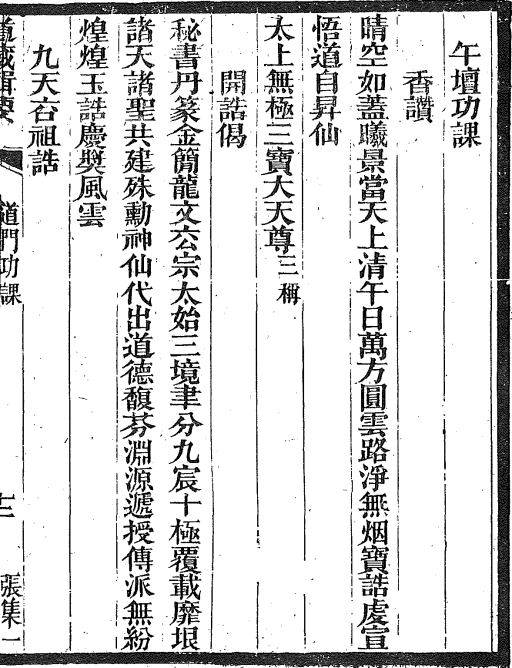 午壇功課
香讚
晴空如蓋曦景當天上清午日萬方圓雲路淨無烟寶誥虔宣
悟道自昇仙
太上無極三寶大天尊三稱
開誥偈
秘書丹篆金簡龍文玄宗太始三境聿分九宸十極覆載靡垠
諸天諸聖共建殊勳神仙代出道德馥芬淵源遞授傳派無紛
煌煌玉誥慶奬風雲
九天玄祖誥
道藏輯要 道門功課 張集一